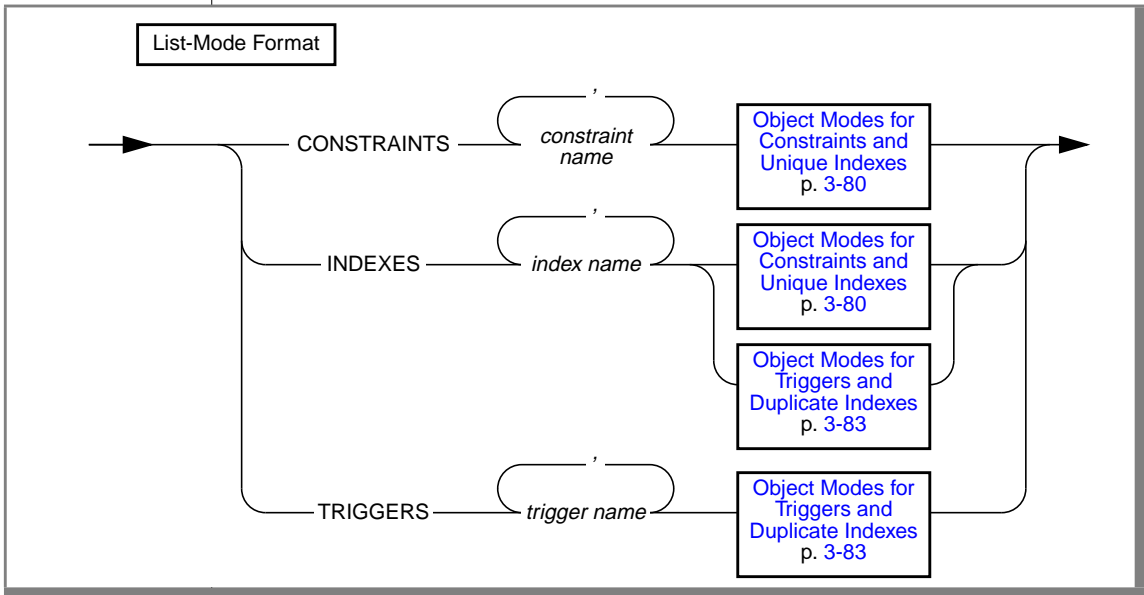 List-Mode Format
,
CONSTRAINTS
constraint
name
Object Modes for
Constraints and
Unique Indexes
p. 3-80
,
INDEXES
index name
Object Modes for
Constraints and
Unique Indexes
p. 3-80
Object Modes for
Triggers and
Duplicate Indexes
p. 3-83
,
TRIGGERS
trigger name
Object Modes for
Triggers and
Duplicate Indexes
p. 3-83